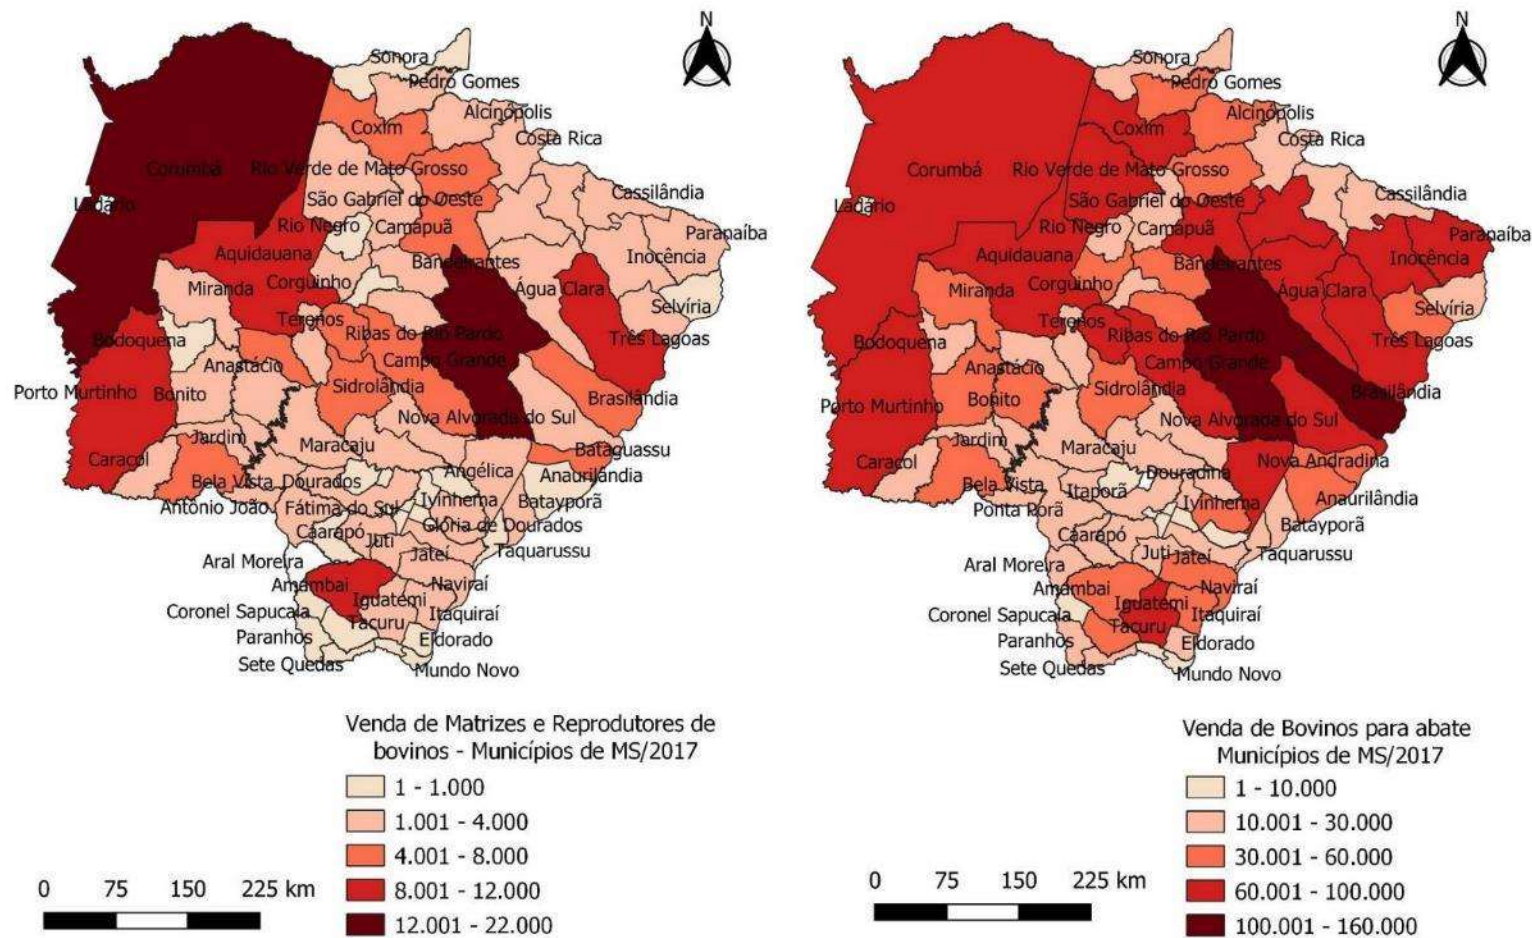 N
Sonora
Pedro Gomes
Alcinópolis
Coxim
Costa Rica
Corumbá
Rio Verde de Mato Grosso
Cassilândia
São Gabriel do Oeste
Ladário
Rio Negro
Camapuã
Paranaíba
Aquidauana
Inocência
Bandeirantes
Corguinho
Miranda
Água Clara
Selvíria
Terenos
Ribas do Rio Pardo
Bodoquena
Três Lagoas
Campo Grande
Anastácio
Sidrolândia
Porto Murtinho
Bonito
Brasilândia
Nova Alvorada do Sul
Jardim
Maracaju
Bataguassu
Caracol
Angélica
Anaurilândia
Bela Vista
Dourados
Ivinhema
Batayporã
Antônio João
Fátima do Sul
Glória de Dourados
Caarapó
Juti
Jateí
Taquarussu
Aral Moreira
Amambai
Naviraí
Iguatemi
Coronel Sapucaia
Itaquiraí
Tacuru
Paranhos
Eldorado
Sete Quedas
Mundo Novo
Venda de Matrizes e Reprodutores de
bovinos - Municípios de MS/2017
1 - 1.000
1.001 - 4.000
4.001 - 8.000
8.001 - 12.000
12.001 - 22.000
0 75 150 225 km
N
Sonora
Pedro Gomes
Alcinópolis
Coxim
Costa Rica
Corumbá
Rio Verde de Mato Grosso
Cassilândia
São Gabriel do Oeste
Ladário
Rio Negro
Camapuã
Paranaíba
Aquidauana
Inocência
Bandeirantes
Corguinho
Miranda
Água Clara
Selvíria
Terenos
Ribas do Rio Pardo
Bodoquena
Três Lagoas
Campo Grande
Anastácio
Sidrolândia
Brasilândia
Bonito
Porto Murtinho
Nova Alvorada do Sul
Jardim
Maracaju
Caracol
Nova Andradina
Douradina
Bela Vista
Itaporã
Anaurilândia
Ivinhema
Ponta Porã
Batayporã
Caarapó
Juti
Jateí
Taquarussu
Aral Moreira
Amambai
Naviraí
Iguatemi
Coronel Sapucaia
Itaquiraí
Tacuru
Paranhos
Eldorado
Sete Quedas
Mundo Novo
Venda de Bovinos para abate
Municípios de MS/2017
1 - 10.000
10.001 - 30.000
30.001 - 60.000
60.001 - 100.000
100.001 - 160.000
0 75 150 225 km